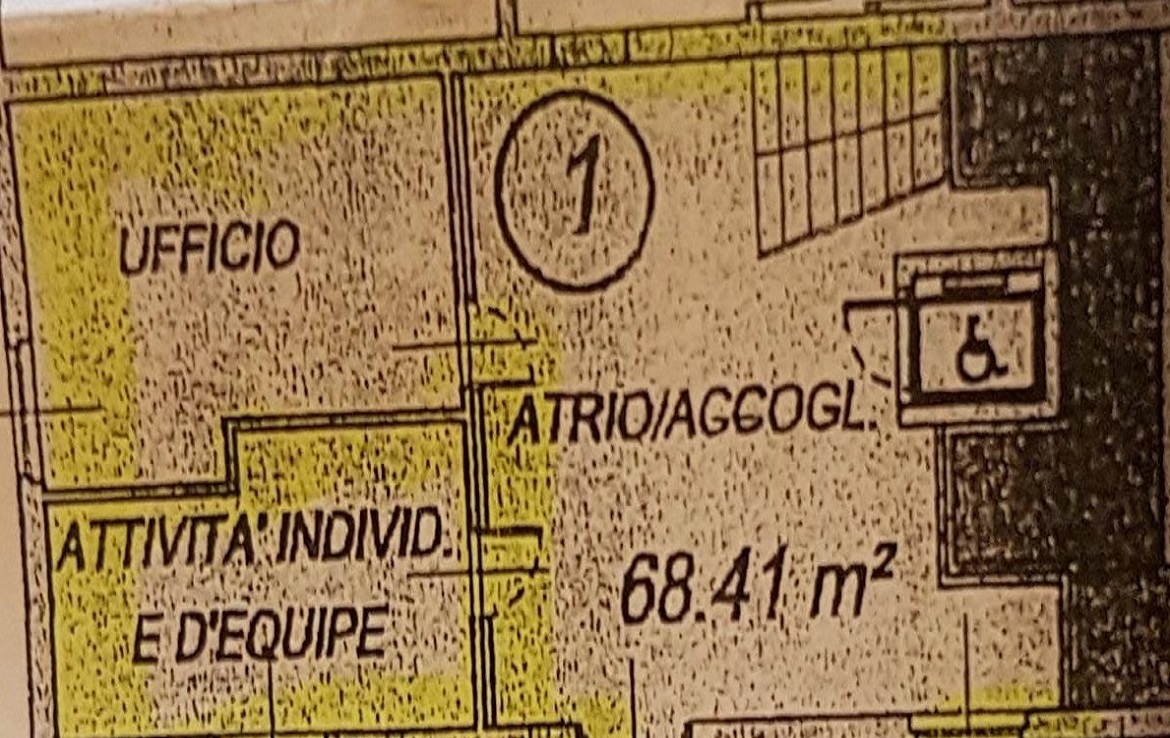 1
UFFICIO
ATRIO/ACCOGL.
ATTIVITA' INDIVID.
E D'EQUIPE
68.41 m²